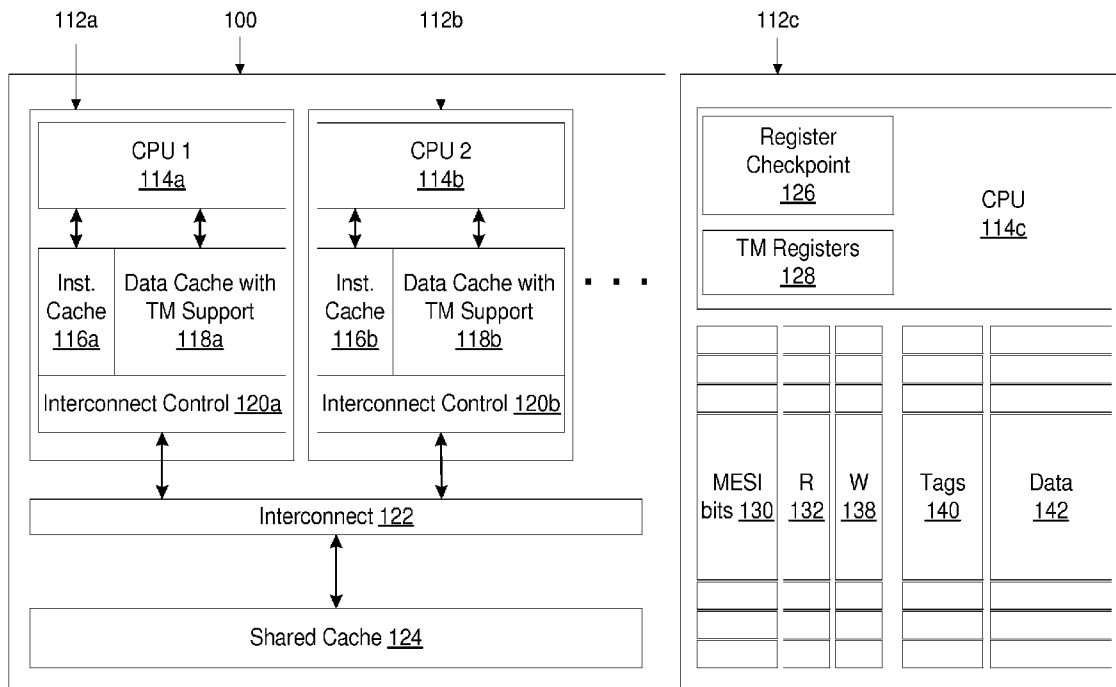 112a
100
112b
112c
CPU 1
114a
CPU 2
114b
Inst.
Cache
116a
Data Cache with
TM Support
118a
Inst.
Cache
116b
Data Cache with
TM Support
118b
. . .
Interconnect Control 120a
Interconnect Control 120b
Interconnect 122
Shared Cache 124
Register
Checkpoint
126
TM Registers
128
CPU
114c
MESI
bits 130
R
132
W
138
Tags
140
Data
142